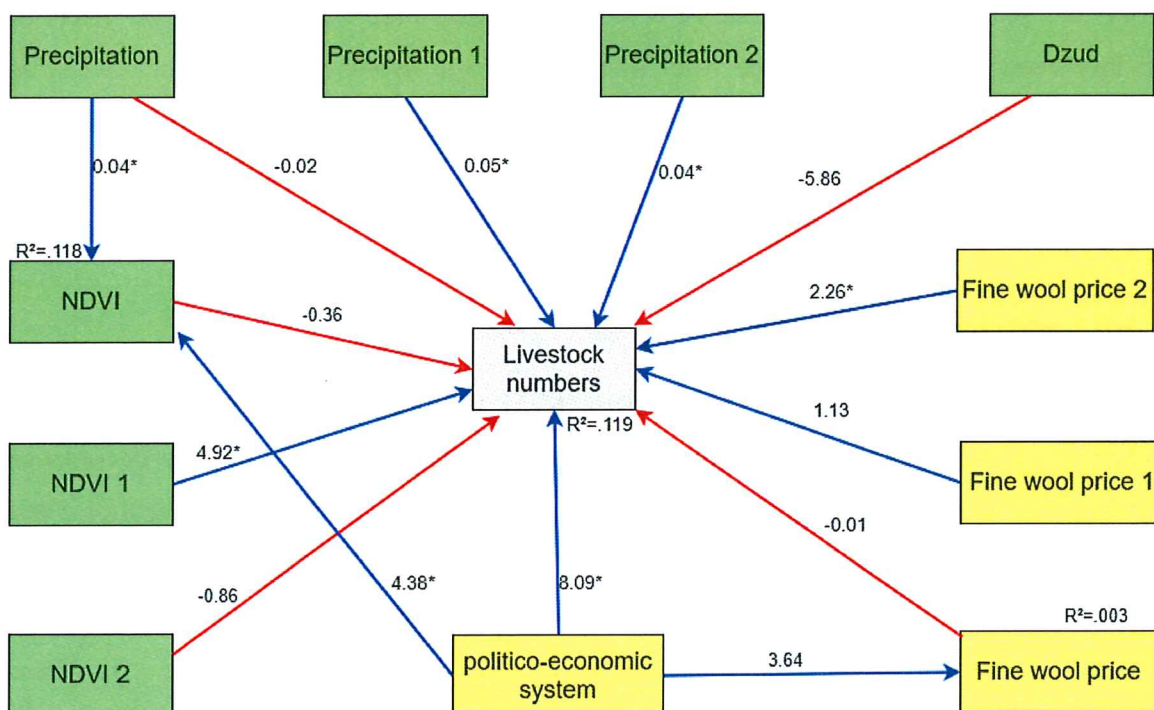 Precipitation
Precipitation 1
Precipitation 2
Dzud
0.04*
-0.02
0.05*
0.04*
-5.86
R²=.118
NDVI
-0.36
Livestock
numbers
2.26*
Fine wool price 2
R²=.119
1.13
4.92*
NDVI 1
Fine wool price 1
-0.01
-0.86
4.38*
8.09*
R²=.003
NDVI 2
politico-economic
system
3.64
Fine wool price